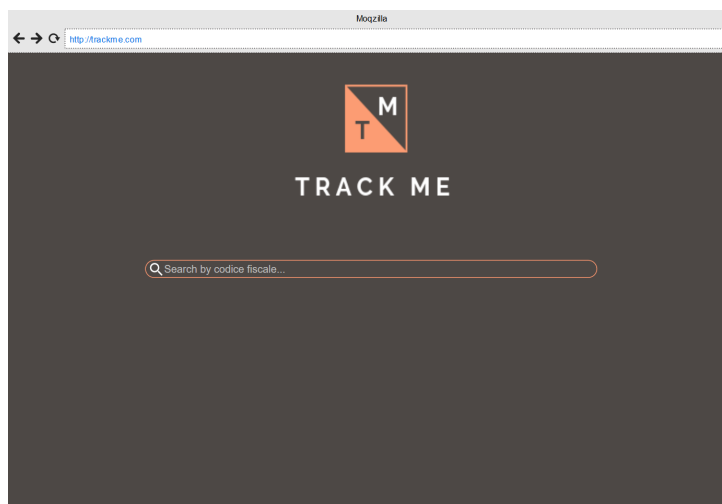 Moqzilla
http://trackme.com
M
T
TRACK ME
Search by codice fiscale...